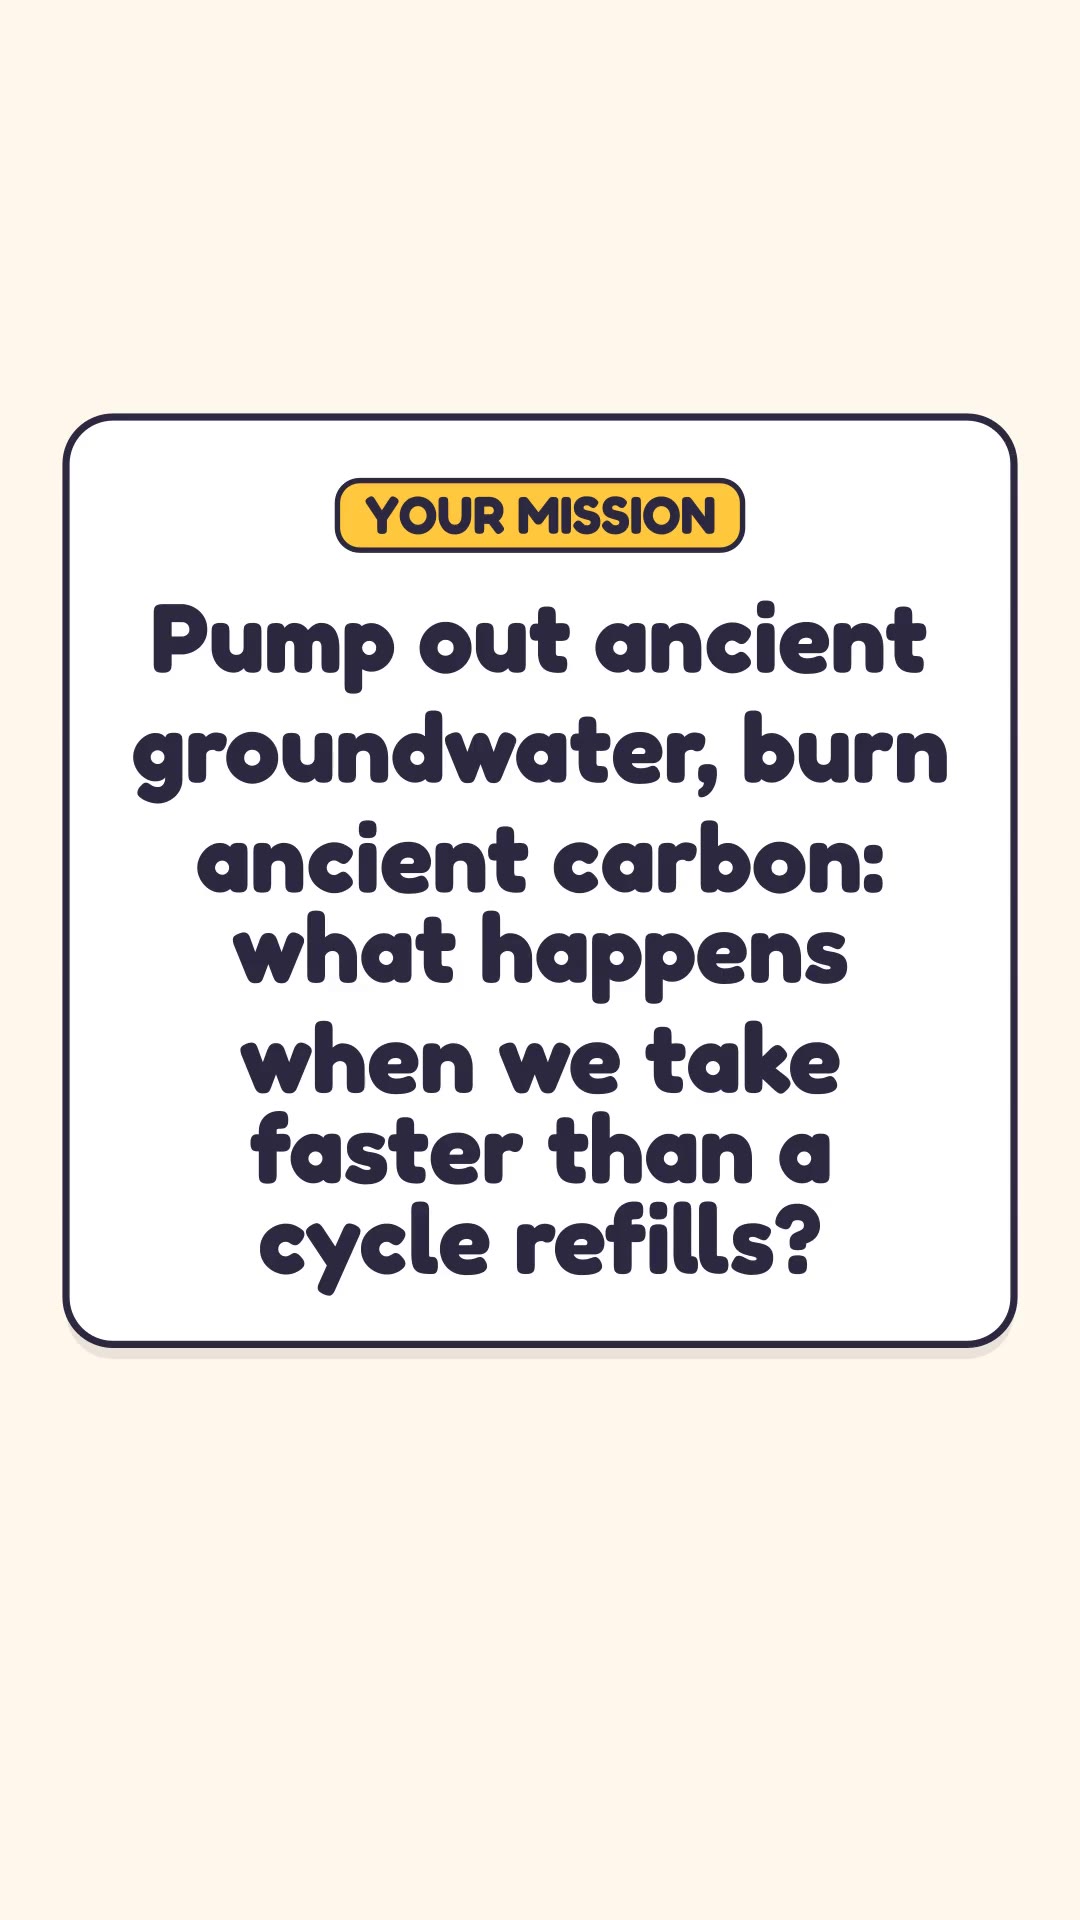 YOUR MISSION
Pump out ancient
groundwater, burn
ancient carbon:
what happens
when we take
faster than a
cycle refills?